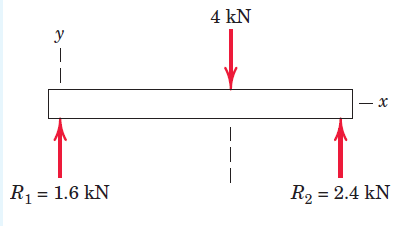 4 kN
y
x
R₁ = 1.6 kN
R₂ = 2.4 kN